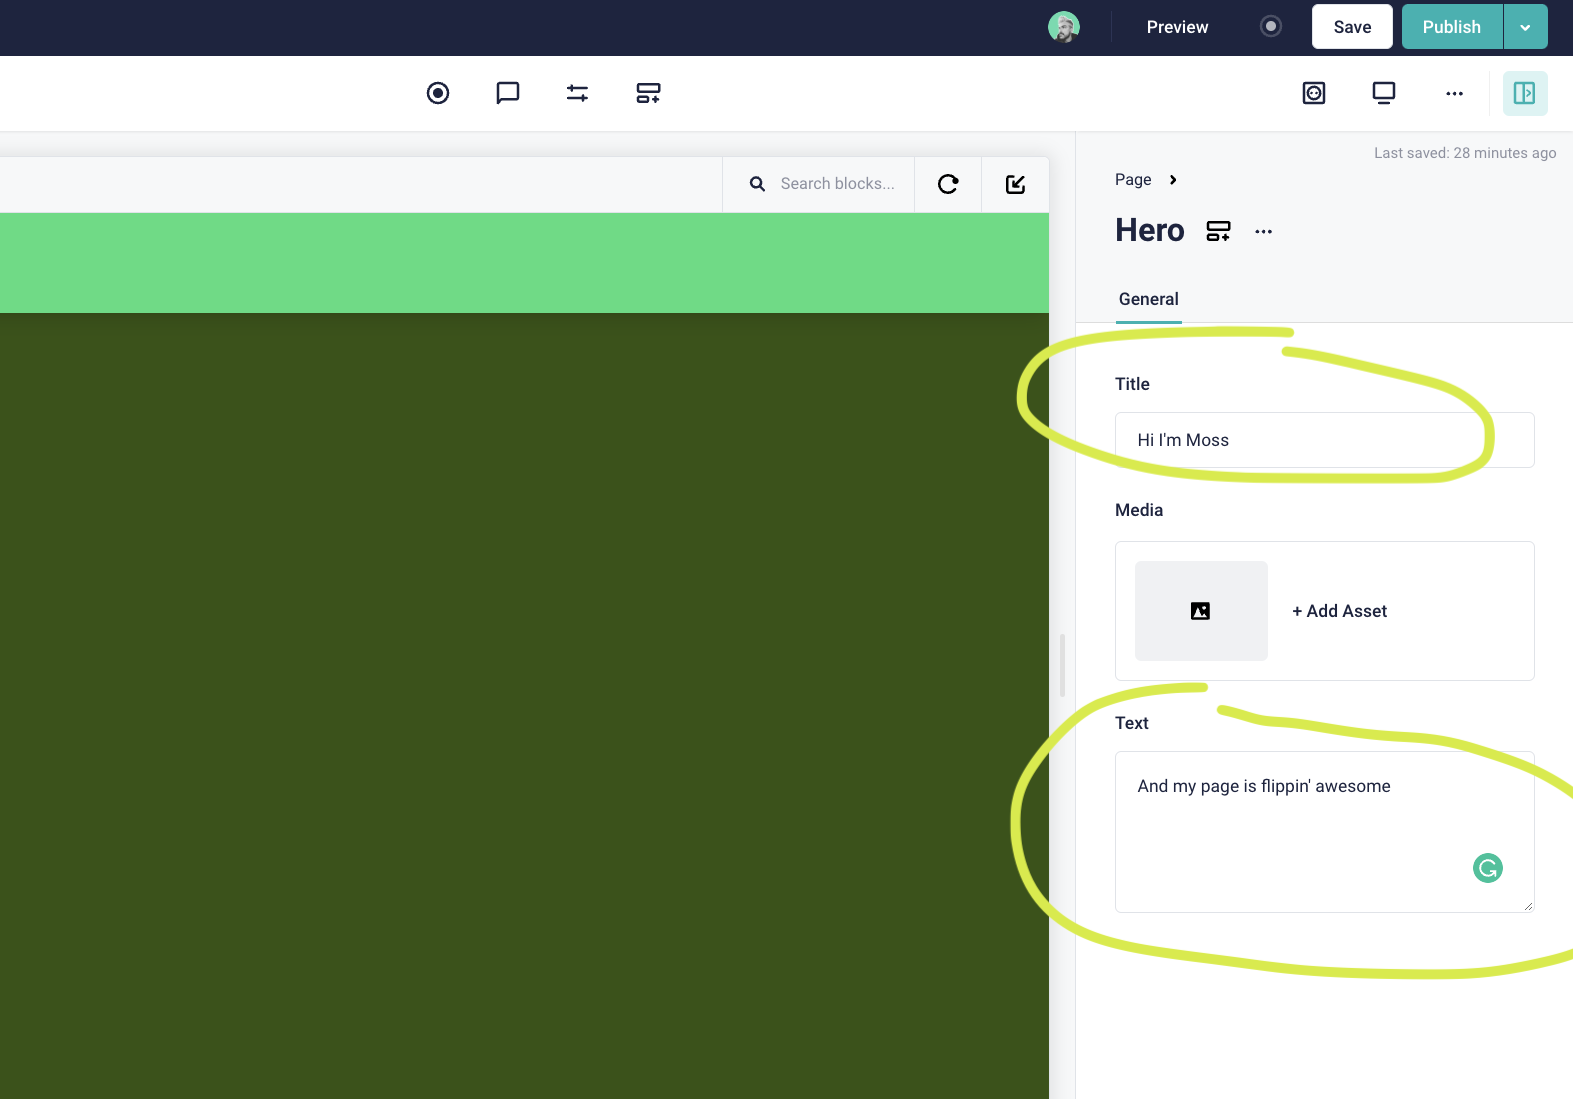 Preview
Save
Publish
Search blocks...
Last saved: 28 minutes ago
Page
Hero
General
Title
Hi I'm Moss
Media
+ Add Asset
Text
And my page is flippin' awesome